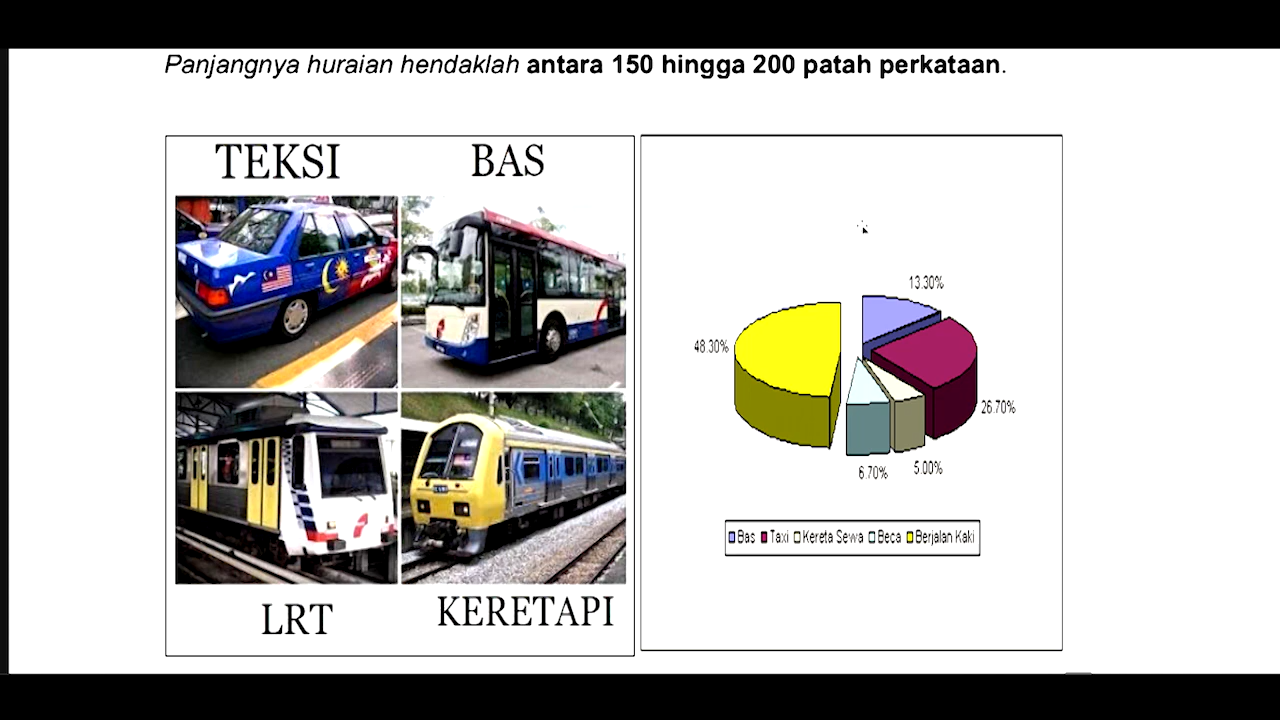 Panjangnya huraian hendaklah antara 150 hingga 200 patah perkataan.
TEKSI BAS
LRT KERETAPI
13.30%
48.30%
26.70%
6.70%
5.00%
Bas Taxi Kereta Sewa Beca Berjalan Kaki